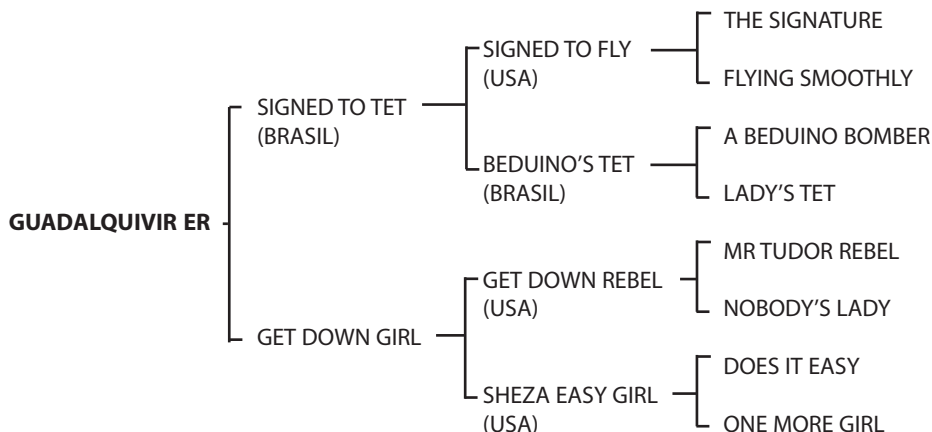 THE SIGNATURE
SIGNED TO FLY
(USA)
FLYING SMOOTHLY
SIGNED TO TET
(BRASIL)
A BEDUINO BOMBER
BEDUINO’S TET
(BRASIL)
LADY’S TET
GUADALQUIVIR ER
MR TUDOR REBEL
GET DOWN REBEL
(USA)
NOBODY’S LADY
GET DOWN GIRL
DOES IT EASY
SHEZA EASY GIRL
(USA)
ONE MORE GIRL